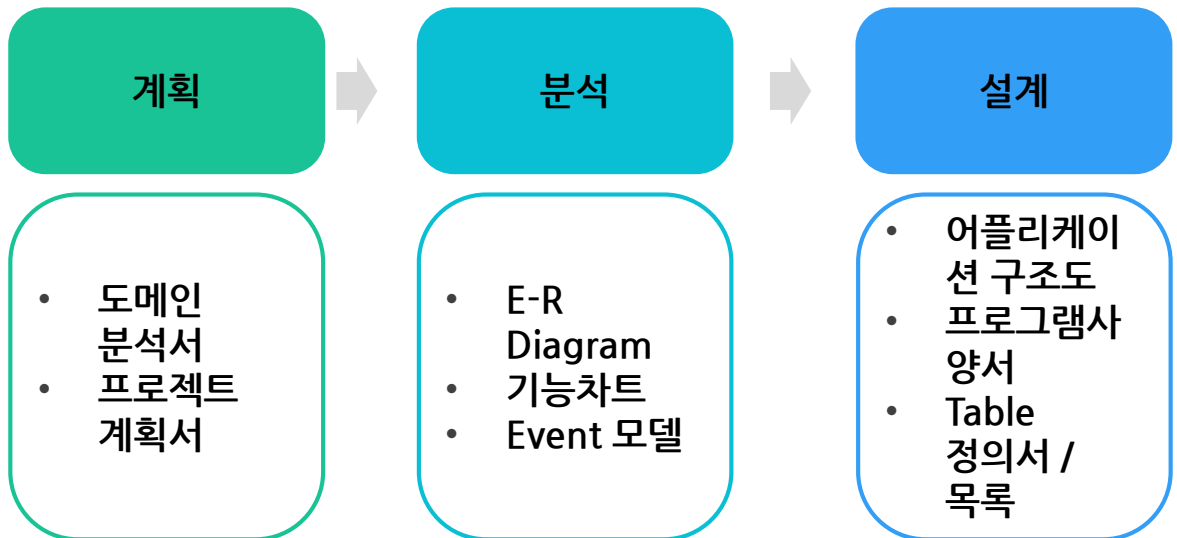 계획
분석
설계
• 도메인
분석서
• 프로젝트
계획서
• E-R
Diagram
• 기능차트
• Event 모델
• 어플리케이
션 구조도
• 프로그램사
양서
• Table
정의서 /
목록